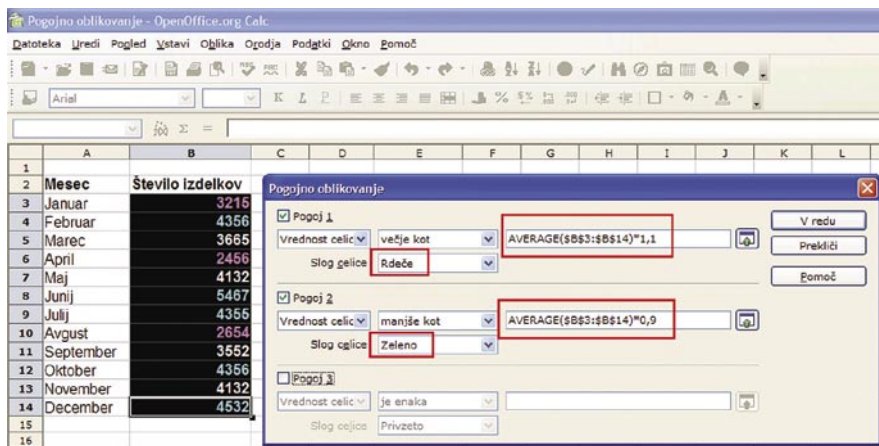 Pogojno oblikovanje - OpenOffice.org Calc
Datoteka Uredi Pogled Vstavi Oblika Orodja Podatki Okno Pomoč
Arial
A B C D E F G H I J K L
1
2 Mesec Število izdelkov
3 Januar 3215
4 Februar 4356
5 Marec 3665
6 April 2456
7 Maj 4132
8 Junij 5467
9 Julij 4355
10 Avgust 2654
11 September 3552
12 Oktober 4356
13 November 4132
14 December 4532
15
16
Pogojno oblikovanje
Pogoj 1
Vrednost celic večje kot AVERAGE($B$3:$B$14)*1,1
Slog celice Rdeče
Pogoj 2
Vrednost celic manjše kot AVERAGE($B$3:$B$14)*0,9
Slog celice Zeleno
Pogoj 3
Vrednost celic je enaka
Slog celice Privzeto
V redu
Prekliči
Pomoč